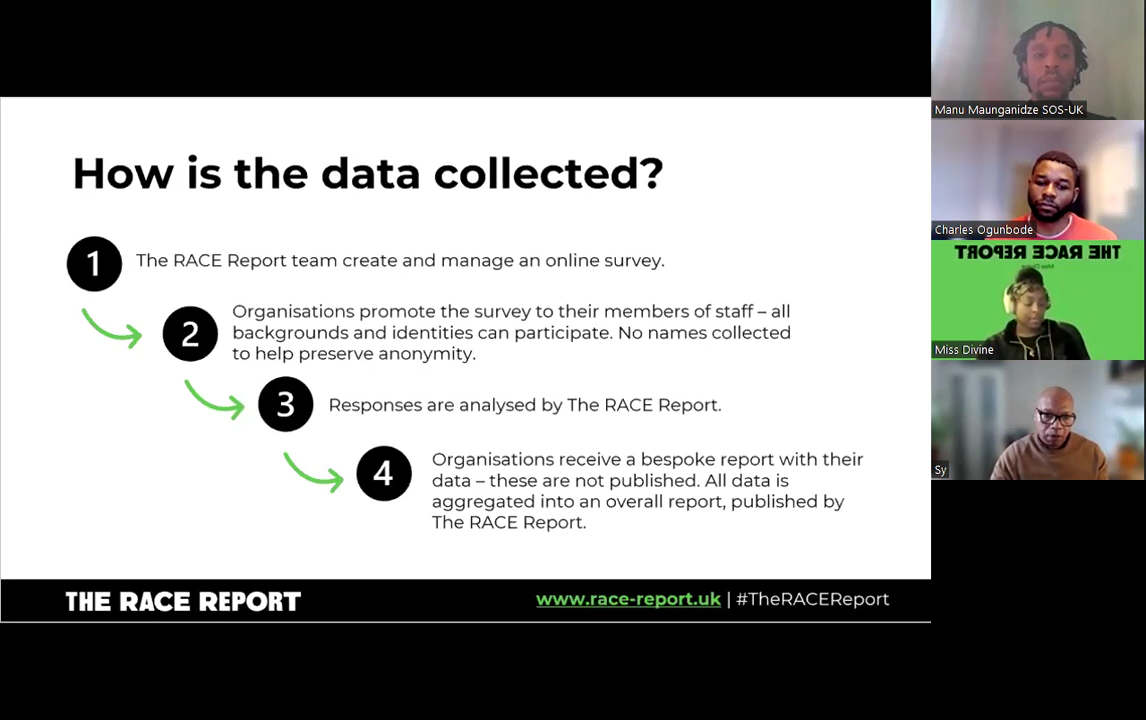 How is the data collected?
1
The RACE Report team create and manage an online survey.
2
Organisations promote the survey to their members of staff – all
backgrounds and identities can participate. No names collected
to help preserve anonymity.
3
Responses are analysed by The RACE Report.
4
Organisations receive a bespoke report with their
data – these are not published. All data is
aggregated into an overall report, published by
The RACE Report.
THE RACE REPORT
www.race-report.uk | #TheRACEReport
Manu Maunganidze SOS-UK
Charles Ogunbode
THE RACE REPORT
Miss Divine
Sy